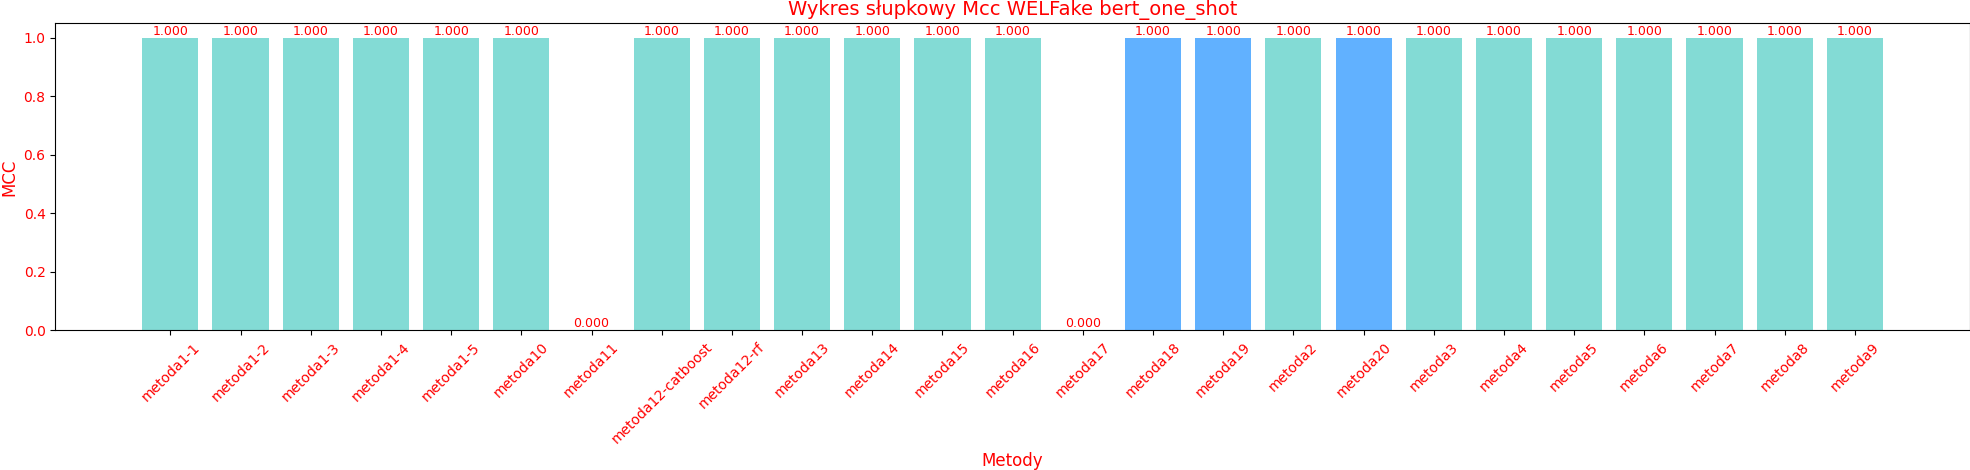 Wykres słupkowy Mcc WELFake bert_one_shot
1.000 1.000 1.000 1.000 1.000 1.000 0.000 1.000 1.000 1.000 1.000 1.000 1.000 0.000 1.000 1.000 1.000 1.000 1.000 1.000 1.000 1.000 1.000 1.000 1.000
MCC
1.0
0.8
0.6
0.4
0.2
0.0
metoda1-1 metoda1-2 metoda1-3 metoda1-4 metoda1-5 metoda10 metoda11 metoda12-catboost metoda12-rf metoda13 metoda14 metoda15 metoda16 metoda17 metoda18 metoda19 metoda2 metoda20 metoda3 metoda4 metoda5 metoda6 metoda7 metoda8 metoda9
Metody